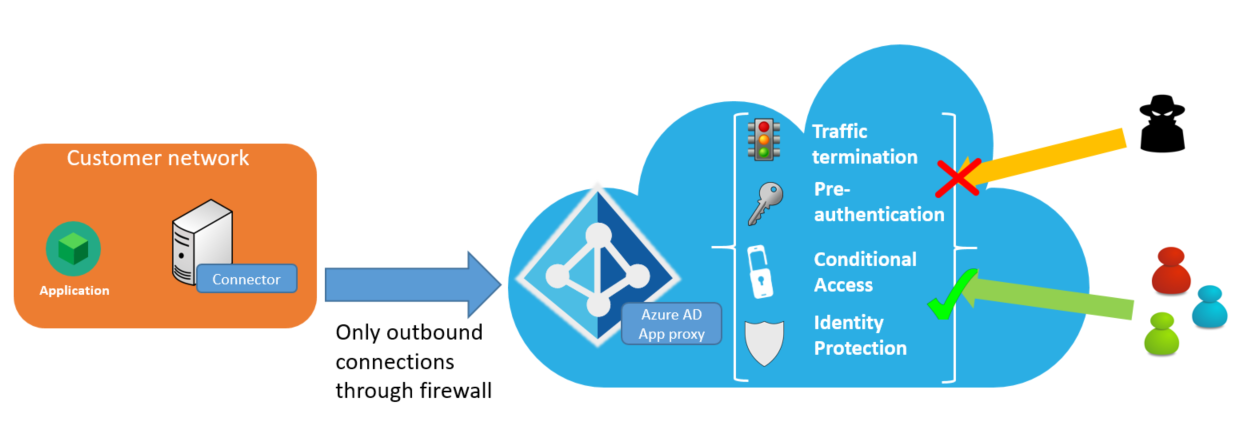 Customer network
Application
Connector
Only outbound
connections
through firewall
Azure AD
App proxy
Traffic
termination
Pre-
authentication
Conditional
Access
Identity
Protection